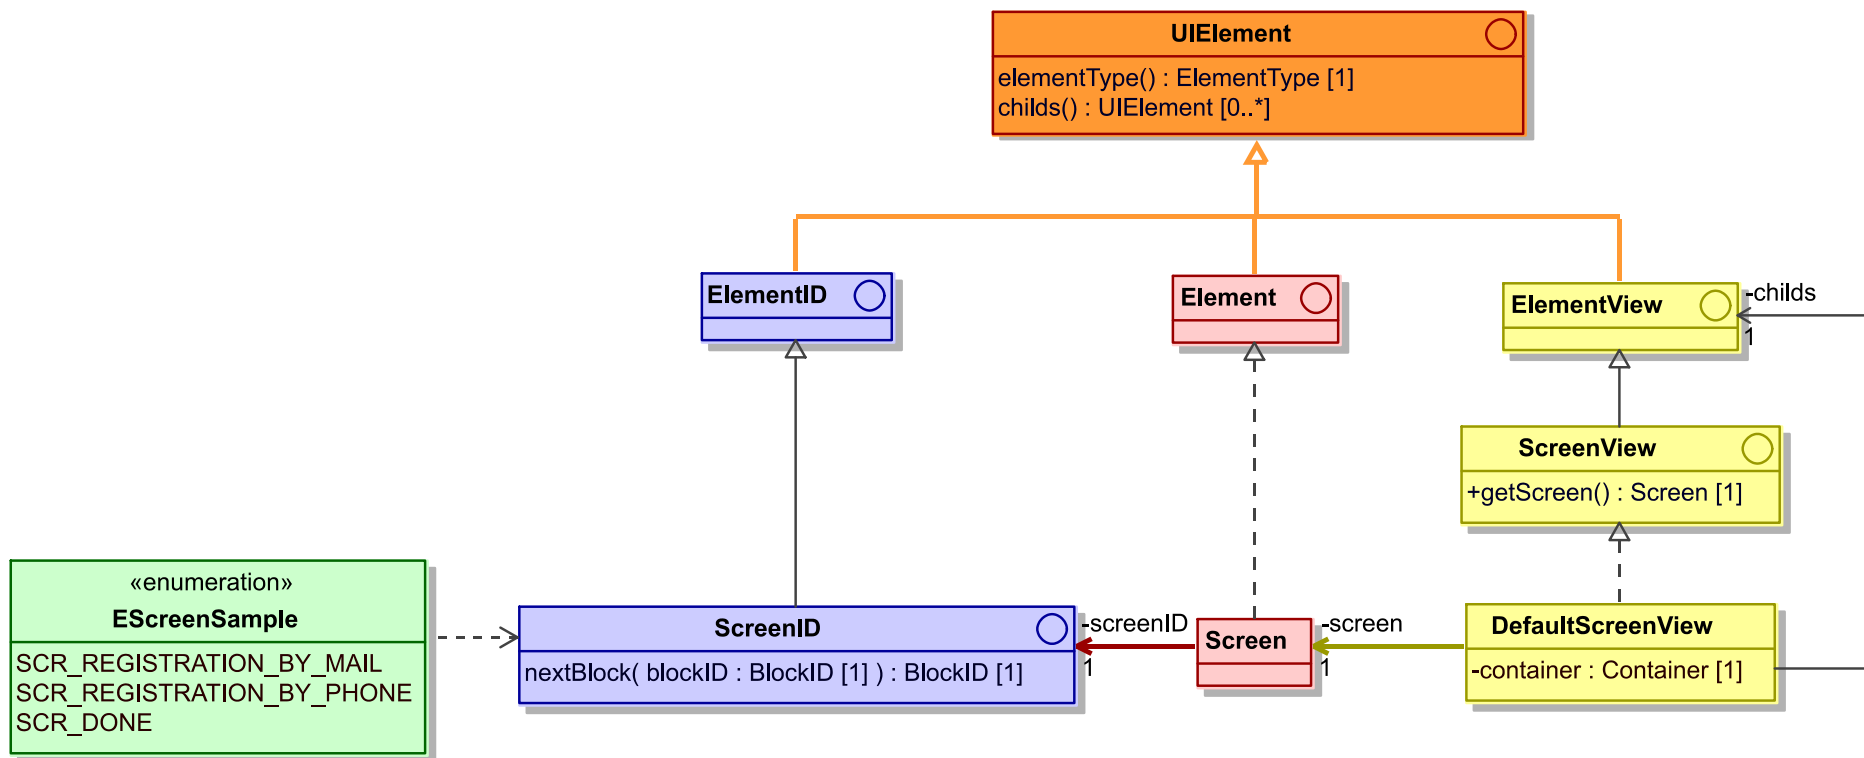 UIElement
elementType() : ElementType [1]
childs() : UIElement [0..*]
ElementID
Element
ElementView
-childs
1
ScreenView
+getScreen() : Screen [1]
«enumeration»
EScreenSample
SCR_REGISTRATION_BY_MAIL
SCR_REGISTRATION_BY_PHONE
SCR_DONE
ScreenID
nextBlock( blockID : BlockID [1] ) : BlockID [1]
-screenID
1
Screen
-screen
1
DefaultScreenView
-container : Container [1]